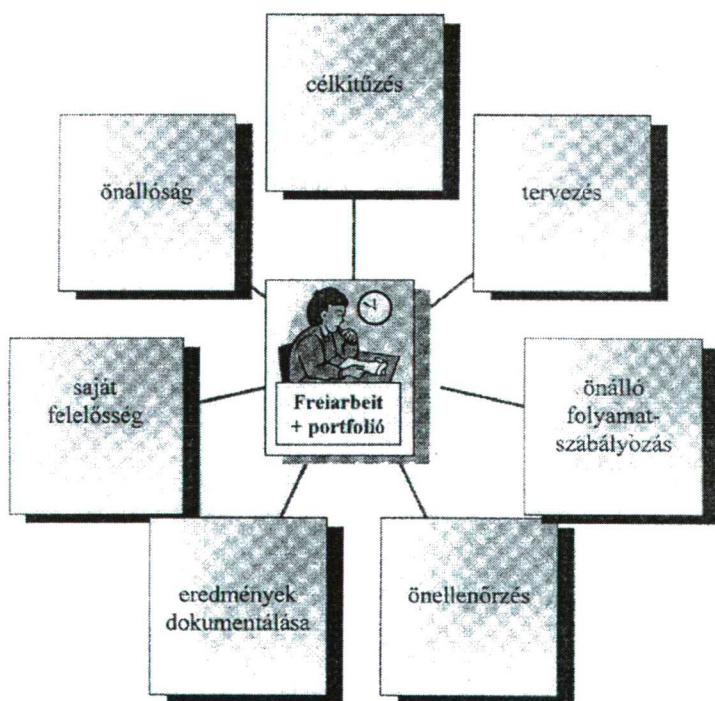 célkitűzés
önállóság
tervezés
Freiarbeit
+ portfolió
saját
felelősség
önálló
folyamat-
szabályozás
eredmények
dokumentálása
önellenőrzés